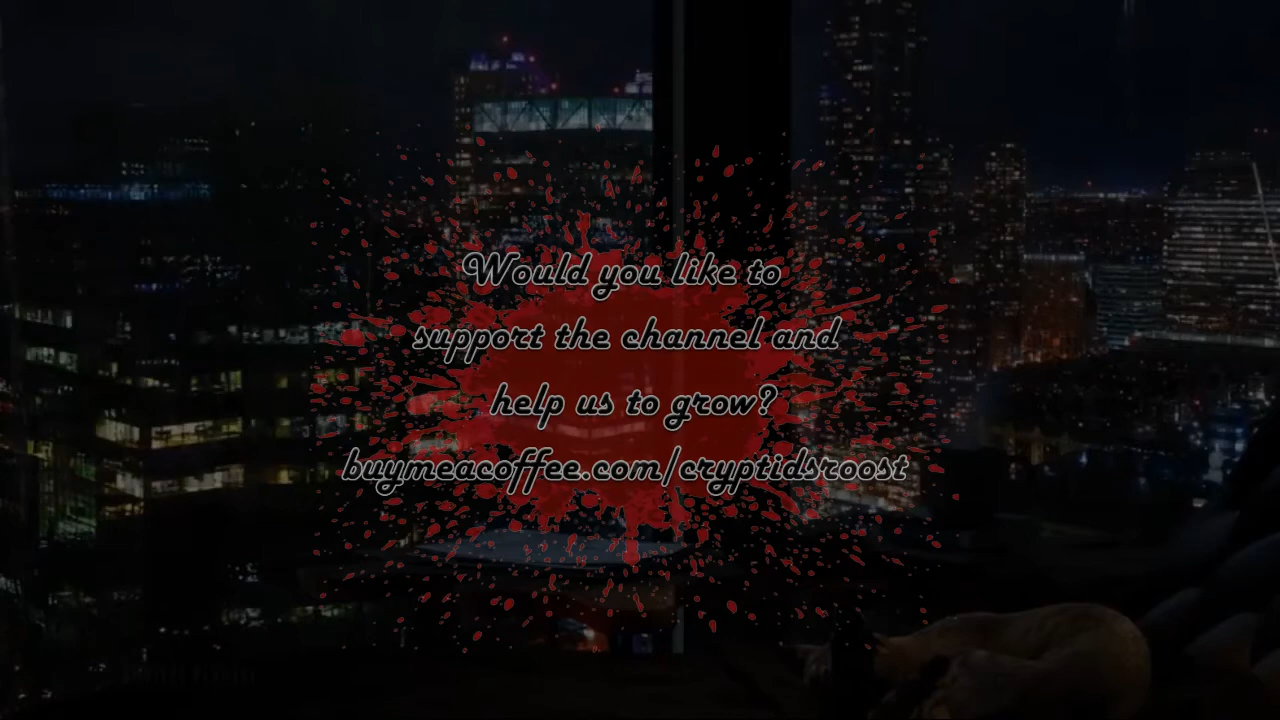 Would you like to
support the channel and
help us to grow?
buymeacoffee.com/cryptidsroost